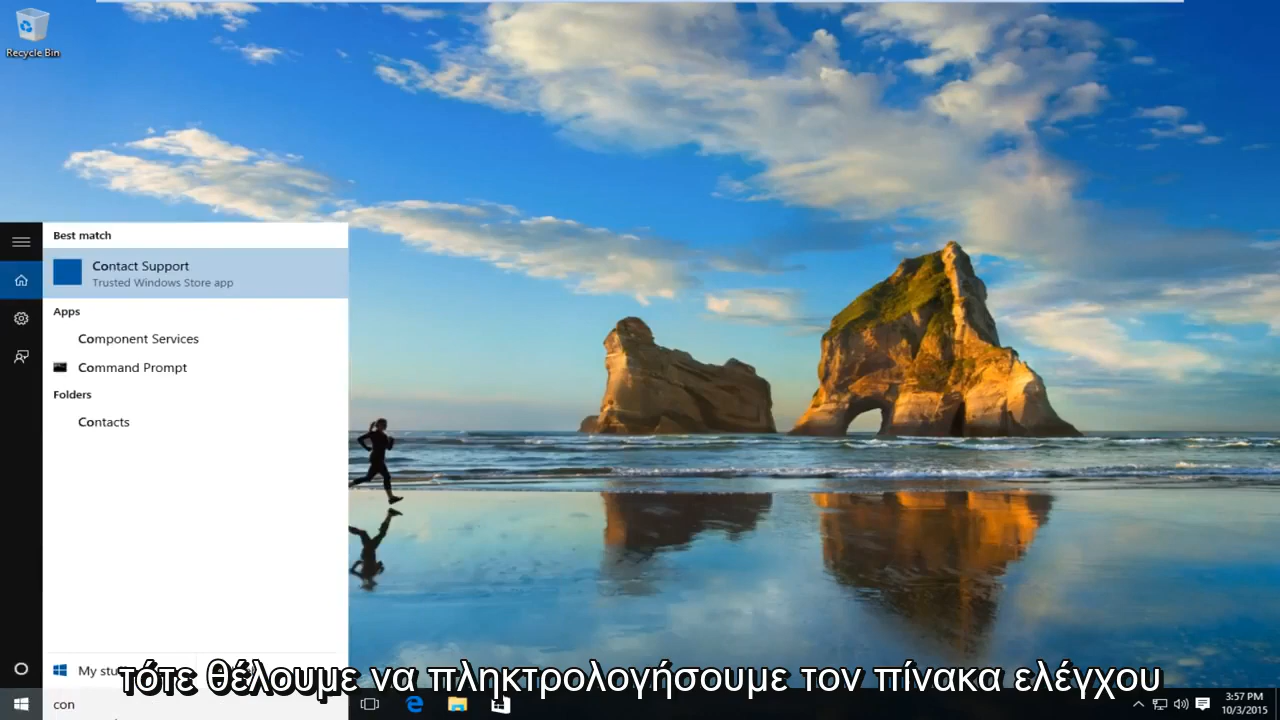 Recycle Bin
Best match
Contact Support
Trusted Windows Store app
Apps
Component Services
Command Prompt
Folders
Contacts
My
τότε θέλουμε να πληκτρολογήσουμε τον πίνακα ελέγχου
con
3:57 PM
10/3/2015